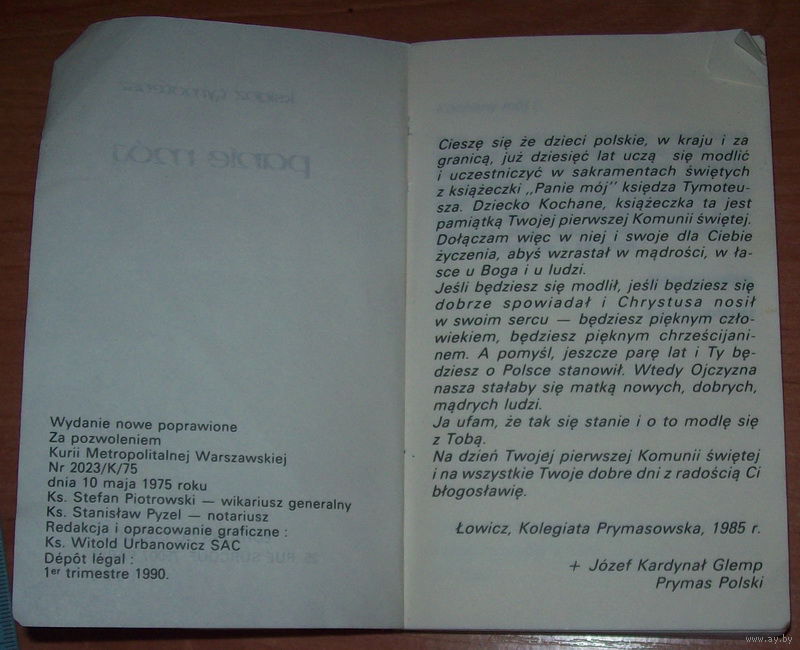 Wydanie nowe poprawione
Za pozwoleniem
Kurii Metropolitalnej Warszawskiej
Nr 2023/K/75
dnia 10 maja 1975 roku
Ks. Stefan Piotrowski — wikariusz generalny
Ks. Stanisław Pyzel — notariusz
Redakcja i opracowanie graficzne :
Ks. Witold Urbanowicz SAC
Dépôt légal :
1er trimestre 1990.
Cieszę się że dzieci polskie, w kraju i za
granicą, już dziesięć lat uczą się modlić
i uczestniczyć w sakramentach świętych
z książeczki ,,Panie mój" księdza Tymoteu-
sza. Dziecko Kochane, książeczka ta jest
pamiątką Twojej pierwszej Komunii świętej.
Dołączam więc w niej i swoje dla Ciebie
życzenia, abyś wzrastał w mądrości, w ła-
sce u Boga i u ludzi.
Jeśli będziesz się modlił, jeśli będziesz się
dobrze spowiadał i Chrystusa nosił
w swoim sercu — będziesz pięknym czło-
wiekiem, będziesz pięknym chrześcijani-
nem. A pomyśl, jeszcze parę lat i Ty bę-
dziesz o Polsce stanowił. Wtedy Ojczyzna
nasza stałaby się matką nowych, dobrych,
mądrych ludzi.
Ja ufam, że tak się stanie i o to modlę się
z Tobą.
Na dzień Twojej pierwszej Komunii świętej
i na wszystkie Twoje dobre dni z radością Ci
błogosławię.
Łowicz, Kolegiata Prymasowska, 1985 r.
+ Józef Kardynał Glemp
Prymas Polski
www.ay.by